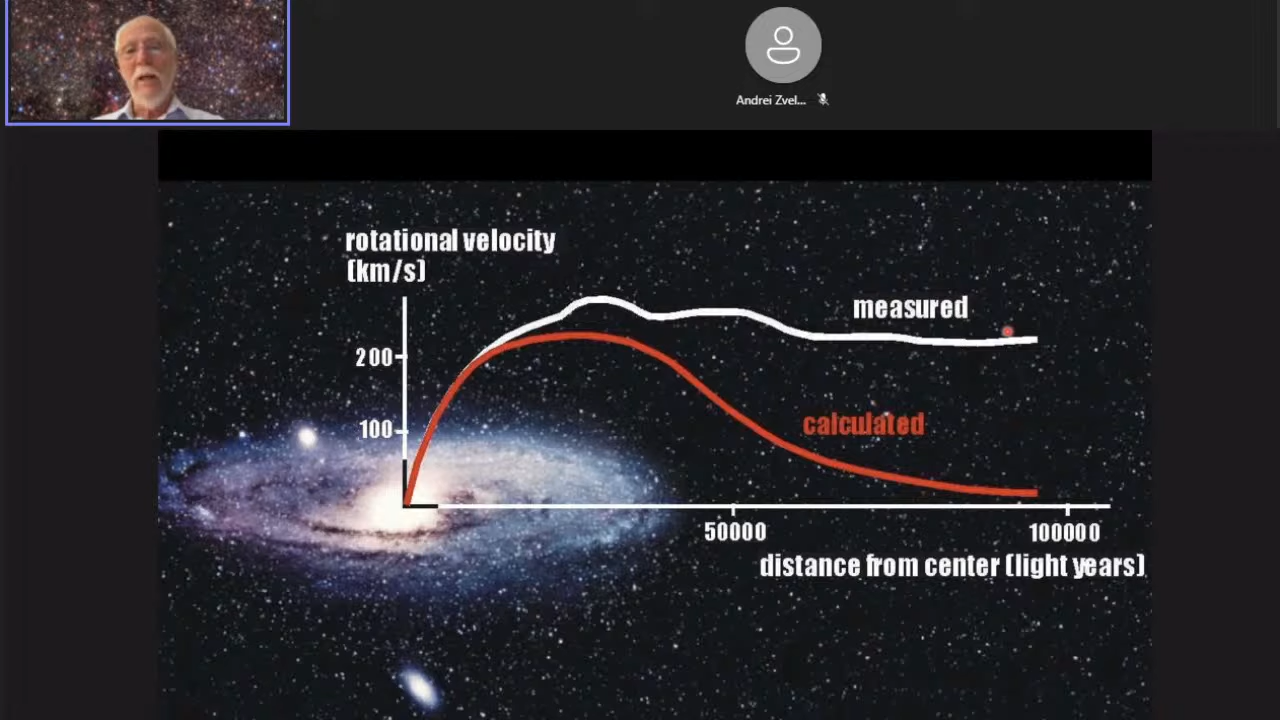 Andrei Zvel...
rotational velocity
(km/s)
measured
200
calculated
100
50000
100000
distance from center (light years)